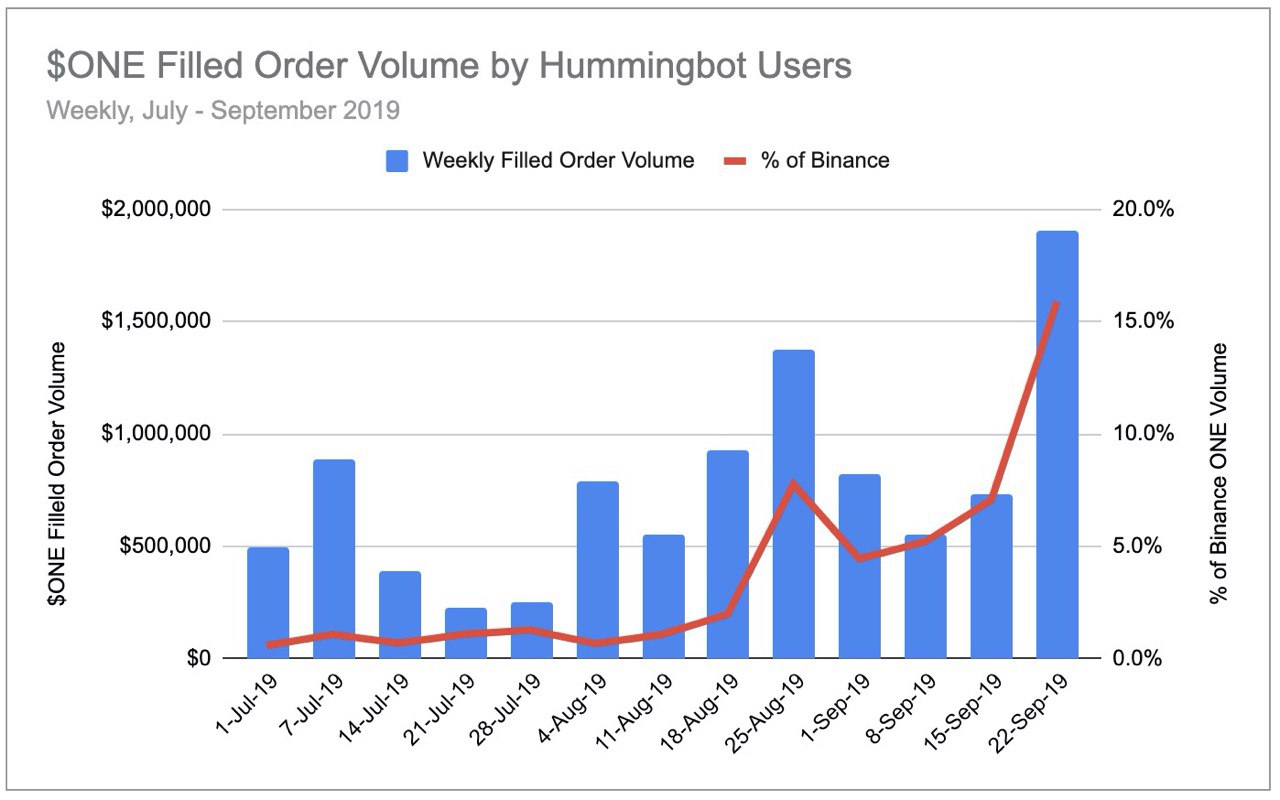 $ONE Filled Order Volume by Hummingbot Users
Weekly, July - September 2019
Weekly Filled Order Volume
% of Binance
$2,000,000
$1,500,000
$1,000,000
$500,000
$0
20.0%
15.0%
10.0%
5.0%
0.0%
$ONE Filleld Order Volume
% of Binance ONE Volume
1-Jul-19
7-Jul-19
14-Jul-19
21-Jul-19
28-Jul-19
4-Aug-19
11-Aug-19
18-Aug-19
25-Aug-19
1-Sep-19
8-Sep-19
15-Sep-19
22-Sep-19